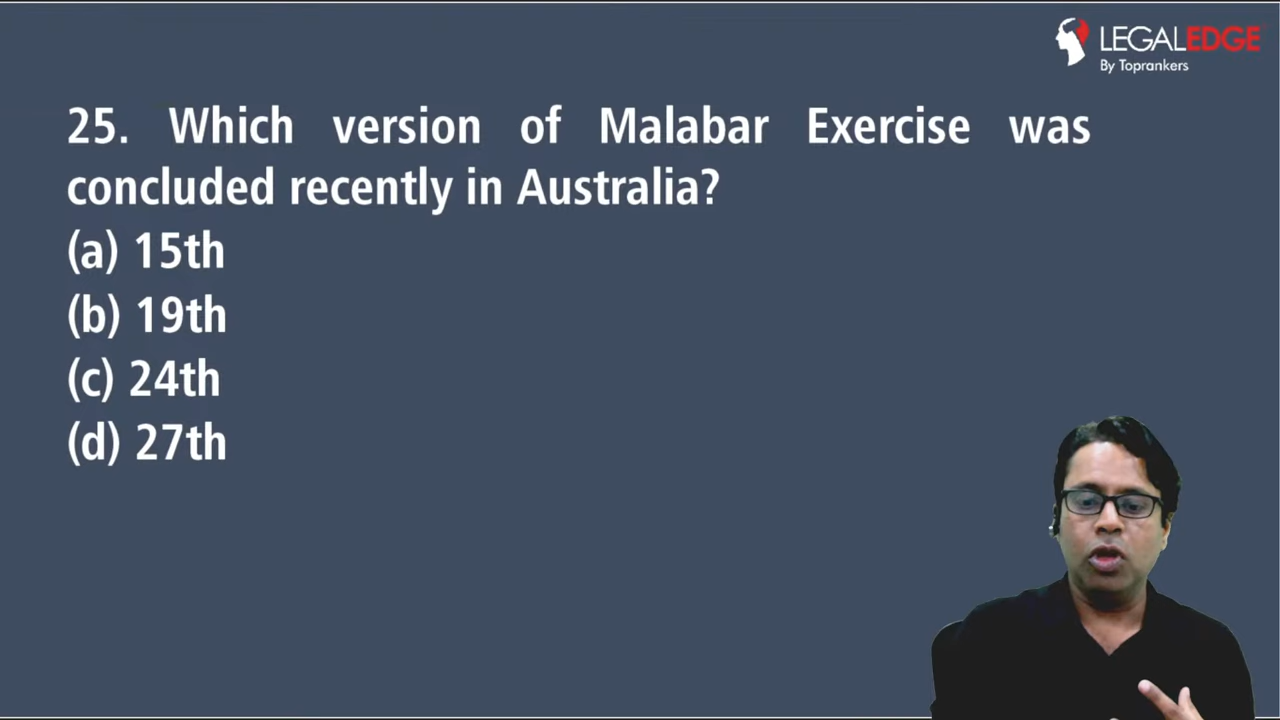 LEGALEDGE
By Toprankers
25. Which version of Malabar Exercise was
concluded recently in Australia?
(a) 15th
(b) 19th
(c) 24th
(d) 27th